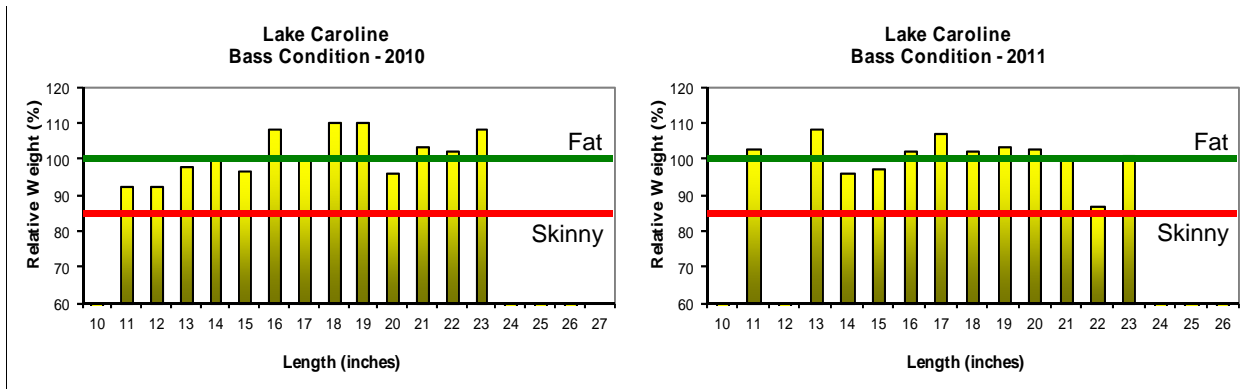 Lake Caroline
Bass Condition - 2010
Relative Weight (%)
120
110
100
90
80
70
60
Fat
Skinny
10 11 12 13 14 15 16 17 18 19 20 21 22 23 24 25 26 27
Length (inches)
Lake Caroline
Bass Condition - 2011
Relative Weight (%)
120
110
100
90
80
70
60
Fat
Skinny
10 11 12 13 14 15 16 17 18 19 20 21 22 23 24 25 26
Length (inches)